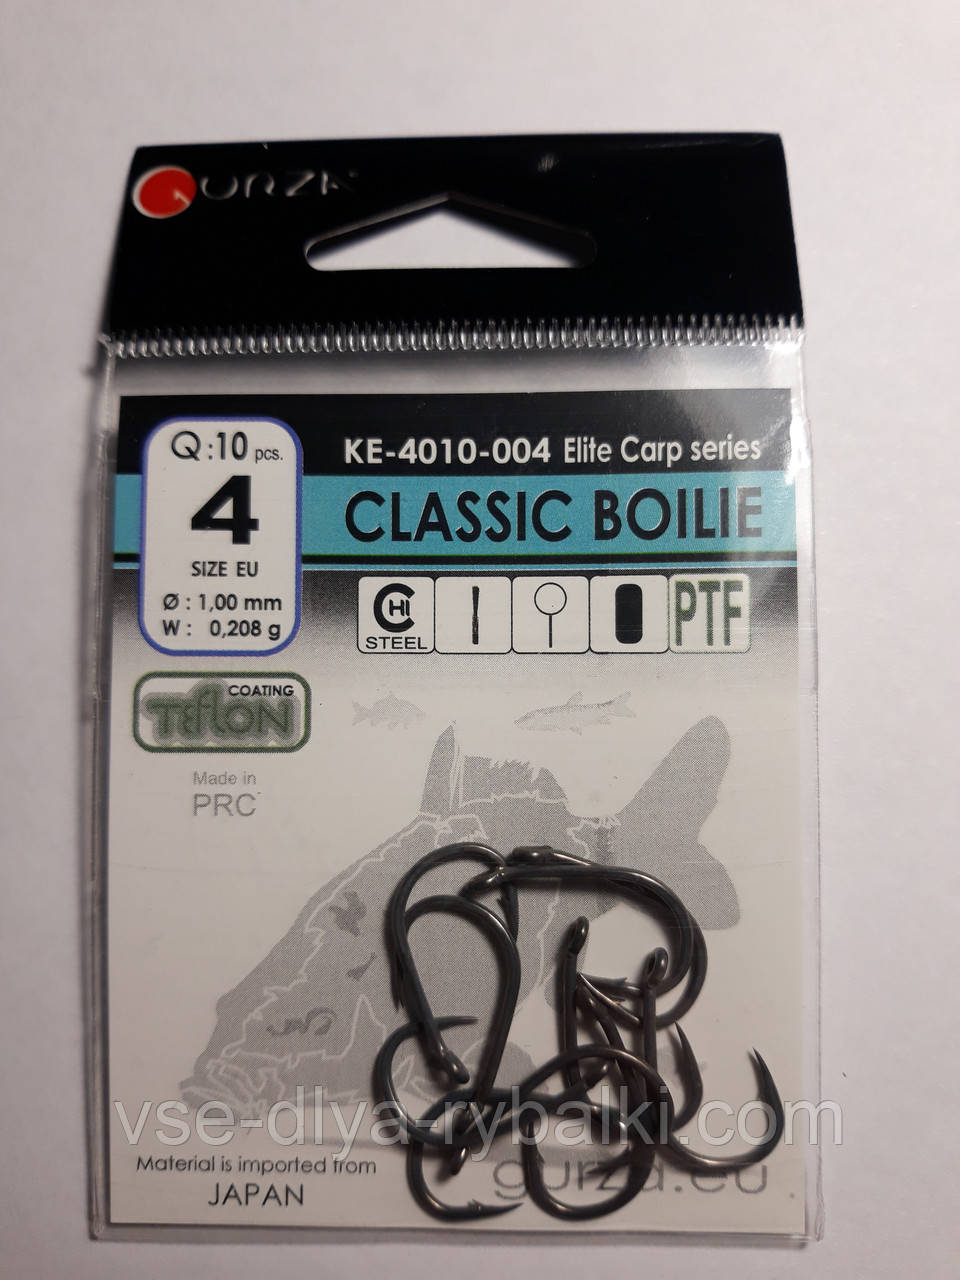 GURZA
Q:10 pcs.
4
SIZE EU
Ø : 1,00 mm
W : 0,208 g
KE-4010-004 Elite Carp series
CLASSIC BOILIE
CHI
STEEL
PTF
COATING
TEFLON
Made in
PRC
vse-dlya-rybalki.com
Material is imported from
JAPAN
gurza.eu